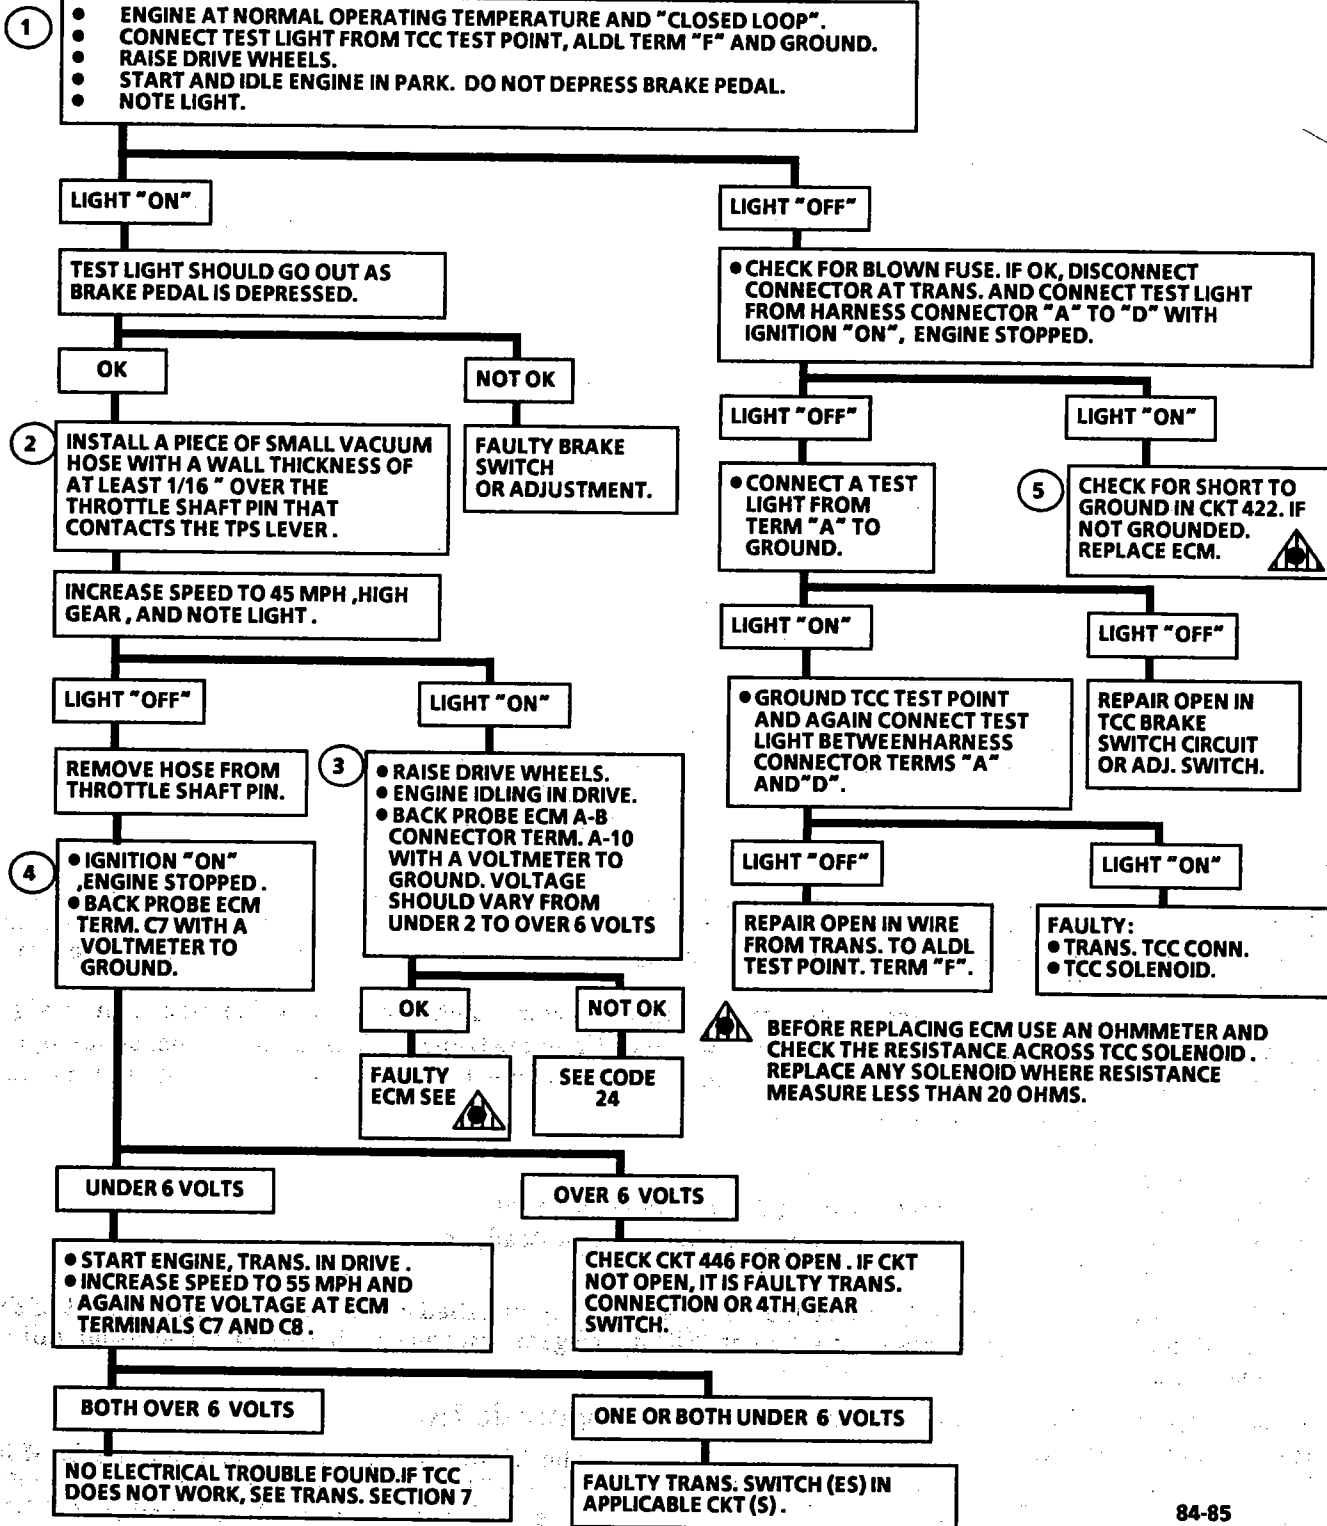 1
● ENGINE AT NORMAL OPERATING TEMPERATURE AND "CLOSED LOOP".
● CONNECT TEST LIGHT FROM TCC TEST POINT, ALDL TERM "F" AND GROUND.
● RAISE DRIVE WHEELS.
● START AND IDLE ENGINE IN PARK. DO NOT DEPRESS BRAKE PEDAL.
● NOTE LIGHT.
LIGHT "ON"
TEST LIGHT SHOULD GO OUT AS
BRAKE PEDAL IS DEPRESSED.
OK
NOT OK
FAULTY BRAKE
SWITCH
OR ADJUSTMENT.
2
INSTALL A PIECE OF SMALL VACUUM
HOSE WITH A WALL THICKNESS OF
AT LEAST 1/16 " OVER THE
THROTTLE SHAFT PIN THAT
CONTACTS THE TPS LEVER .
INCREASE SPEED TO 45 MPH ,HIGH
GEAR , AND NOTE LIGHT .
LIGHT "OFF"
REMOVE HOSE FROM
THROTTLE SHAFT PIN.
4
● IGNITION "ON"
,ENGINE STOPPED .
● BACK PROBE ECM
TERM. C7 WITH A
VOLTMETER TO
GROUND.
LIGHT "ON"
3
● RAISE DRIVE WHEELS.
● ENGINE IDLING IN DRIVE.
● BACK PROBE ECM A-B
CONNECTOR TERM. A-10
WITH A VOLTMETER TO
GROUND. VOLTAGE
SHOULD VARY FROM
UNDER 2 TO OVER 6 VOLTS
OK
FAULTY
ECM SEE
NOT OK
SEE CODE
24
LIGHT "OFF"
● CHECK FOR BLOWN FUSE. IF OK, DISCONNECT
CONNECTOR AT TRANS. AND CONNECT TEST LIGHT
FROM HARNESS CONNECTOR "A" TO "D" WITH
IGNITION "ON", ENGINE STOPPED.
LIGHT "OFF"
LIGHT "ON"
5
CHECK FOR SHORT TO
GROUND IN CKT 422. IF
NOT GROUNDED.
REPLACE ECM.
● CONNECT A TEST
LIGHT FROM
TERM "A" TO
GROUND.
LIGHT "ON"
LIGHT "OFF"
REPAIR OPEN IN
TCC BRAKE
SWITCH CIRCUIT
OR ADJ. SWITCH.
● GROUND TCC TEST POINT
AND AGAIN CONNECT TEST
LIGHT BETWEENHARNESS
CONNECTOR TERMS "A"
AND"D".
LIGHT "OFF"
REPAIR OPEN IN WIRE
FROM TRANS. TO ALDL
TEST POINT. TERM "F".
LIGHT "ON"
FAULTY:
● TRANS. TCC CONN.
● TCC SOLENOID.
BEFORE REPLACING ECM USE AN OHMMETER AND
CHECK THE RESISTANCE ACROSS TCC SOLENOID .
REPLACE ANY SOLENOID WHERE RESISTANCE
MEASURE LESS THAN 20 OHMS.
UNDER 6 VOLTS
● START ENGINE, TRANS. IN DRIVE .
● INCREASE SPEED TO 55 MPH AND
AGAIN NOTE VOLTAGE AT ECM
TERMINALS C7 AND C8 .
OVER 6 VOLTS
CHECK CKT 446 FOR OPEN . IF CKT
NOT OPEN, IT IS FAULTY TRANS.
CONNECTION OR 4TH GEAR
SWITCH.
BOTH OVER 6 VOLTS
NO ELECTRICAL TROUBLE FOUND.IF TCC
DOES NOT WORK, SEE TRANS. SECTION 7
ONE OR BOTH UNDER 6 VOLTS
FAULTY TRANS. SWITCH (ES) IN
APPLICABLE CKT (S) .
84-85